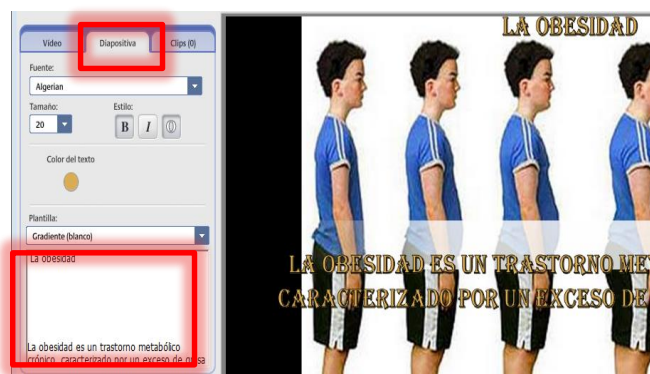 Vídeo Diapositiva Clips (0)
Fuente:
Algerian
Tamaño: Estilo:
20 B I
Color del texto
Plantilla:
Gradiente (blanco)
La obesidad
La obesidad es un trastorno metabólico
crónico, caracterizado por un exceso de grasa
LA OBESIDAD
LA OBESIDAD ES UN TRASTORNO ME
CARACTERIZADO POR UN EXCESO DE